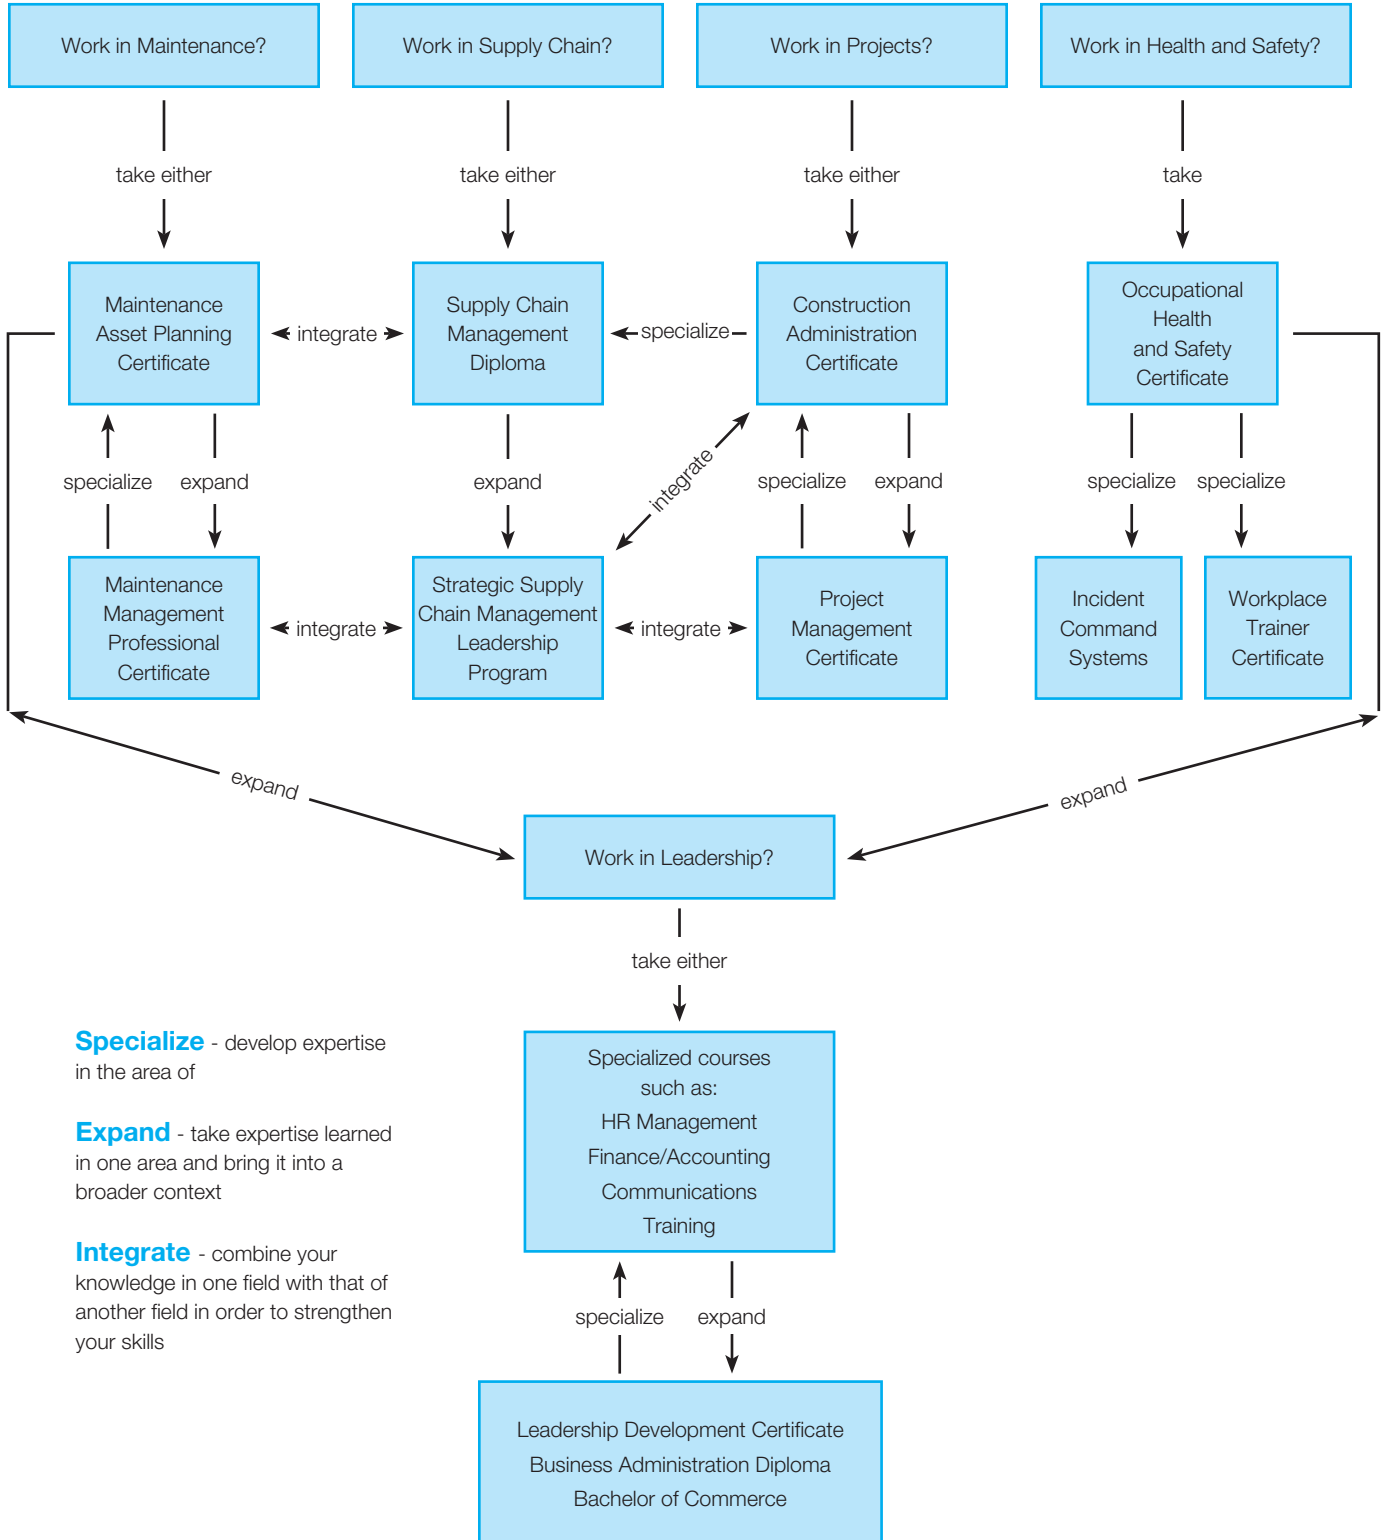 Work in Maintenance?
Work in Supply Chain?
Work in Projects?
Work in Health and Safety?
take either
take either
take either
take
Maintenance
Asset Planning
Certificate
integrate
Supply Chain
Management
Diploma
specialize
Construction
Administration
Certificate
Occupational
Health
and Safety
Certificate
specialize
expand
expand
integrate
specialize
expand
specialize
specialize
Maintenance
Management
Professional
Certificate
integrate
Strategic Supply
Chain Management
Leadership
Program
integrate
Project
Management
Certificate
Incident
Command
Systems
Workplace
Trainer
Certificate
expand
expand
Work in Leadership?
take either
Specialized courses
such as:
HR Management
Finance/Accounting
Communications
Training
specialize
expand
Leadership Development Certificate
Business Administration Diploma
Bachelor of Commerce
Specialize - develop expertise
in the area of
Expand - take expertise learned
in one area and bring it into a
broader context
Integrate - combine your
knowledge in one field with that of
another field in order to strengthen
your skills